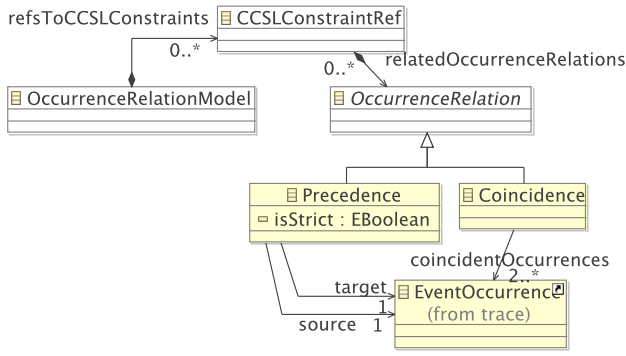 refsToCCSLConstraints
CCSLConstraintRef
0..*
0..*
relatedOccurrenceRelations
OccurrenceRelationModel
OccurrenceRelation
Precedence
isStrict : EBoolean
Coincidence
coincidentOccurrences
2..*
target
1
source
1
EventOccurrence
(from trace)